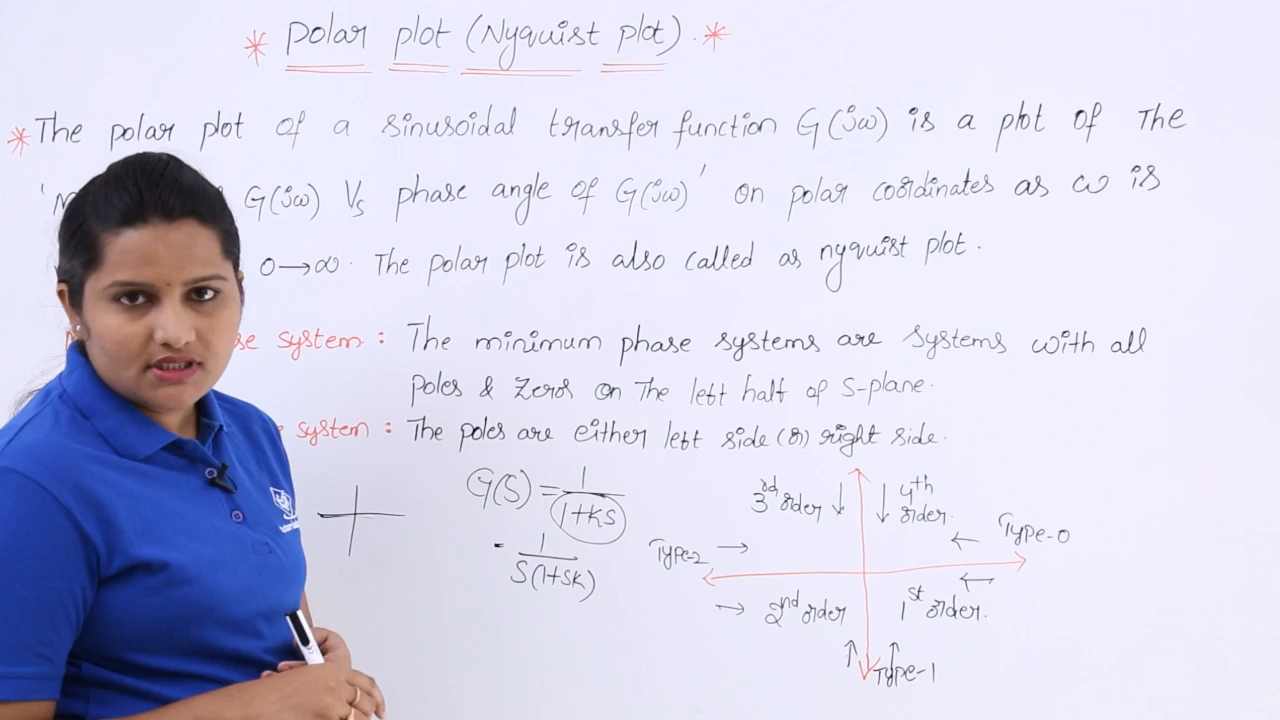 * Polar plot (Nyquist plot). *
* The polar plot of a sinusoidal transfer function G(jω) is a plot of The
G(jω) Vs phase angle of G(jω)' on polar coordinates as ω is
0→∞. The polar plot is also called as nyquist plot.
se system : The minimum phase systems are systems with all
Poles & Zeros on The left half of S-plane.
system : The poles are either left side (or) right side.
G(S) = 1/(1+KS)
1/(S(1+SK))
3rd order ↓ ↓ 4th order.
← Type-0
Type-2 →
→ 2nd order 1st order. ←
↑ ↑
Type-1